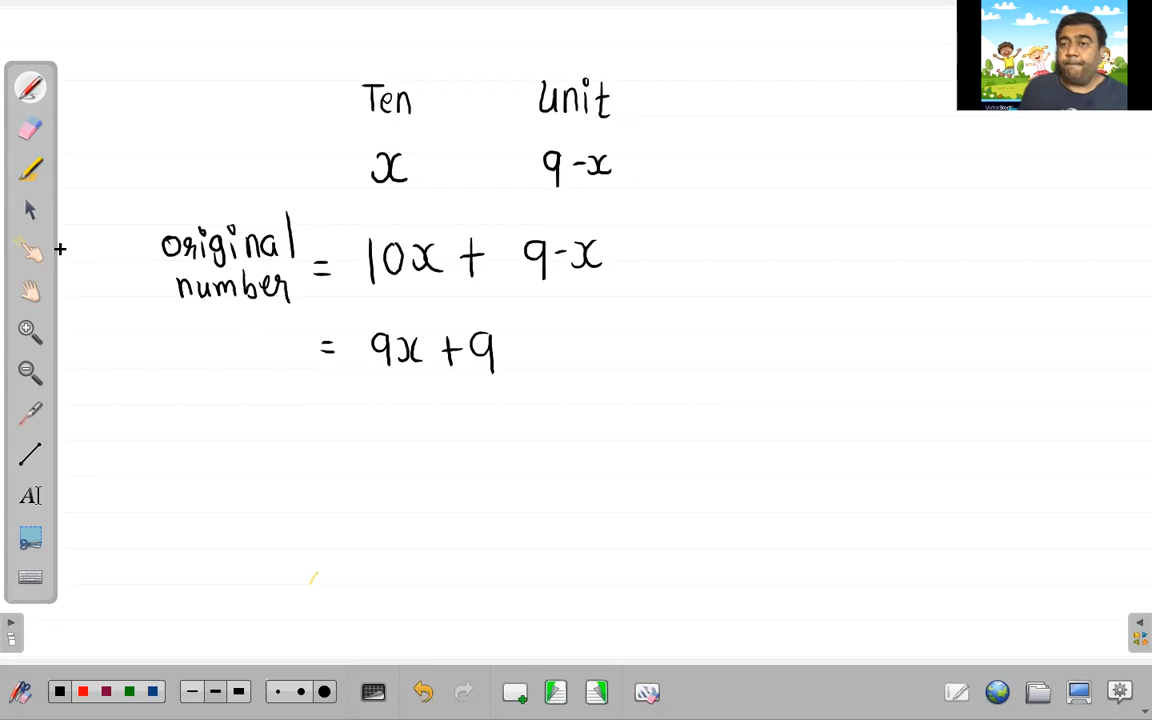 Ten Unit
x 9-x
original
number = 10x + 9-x
= 9x + 9